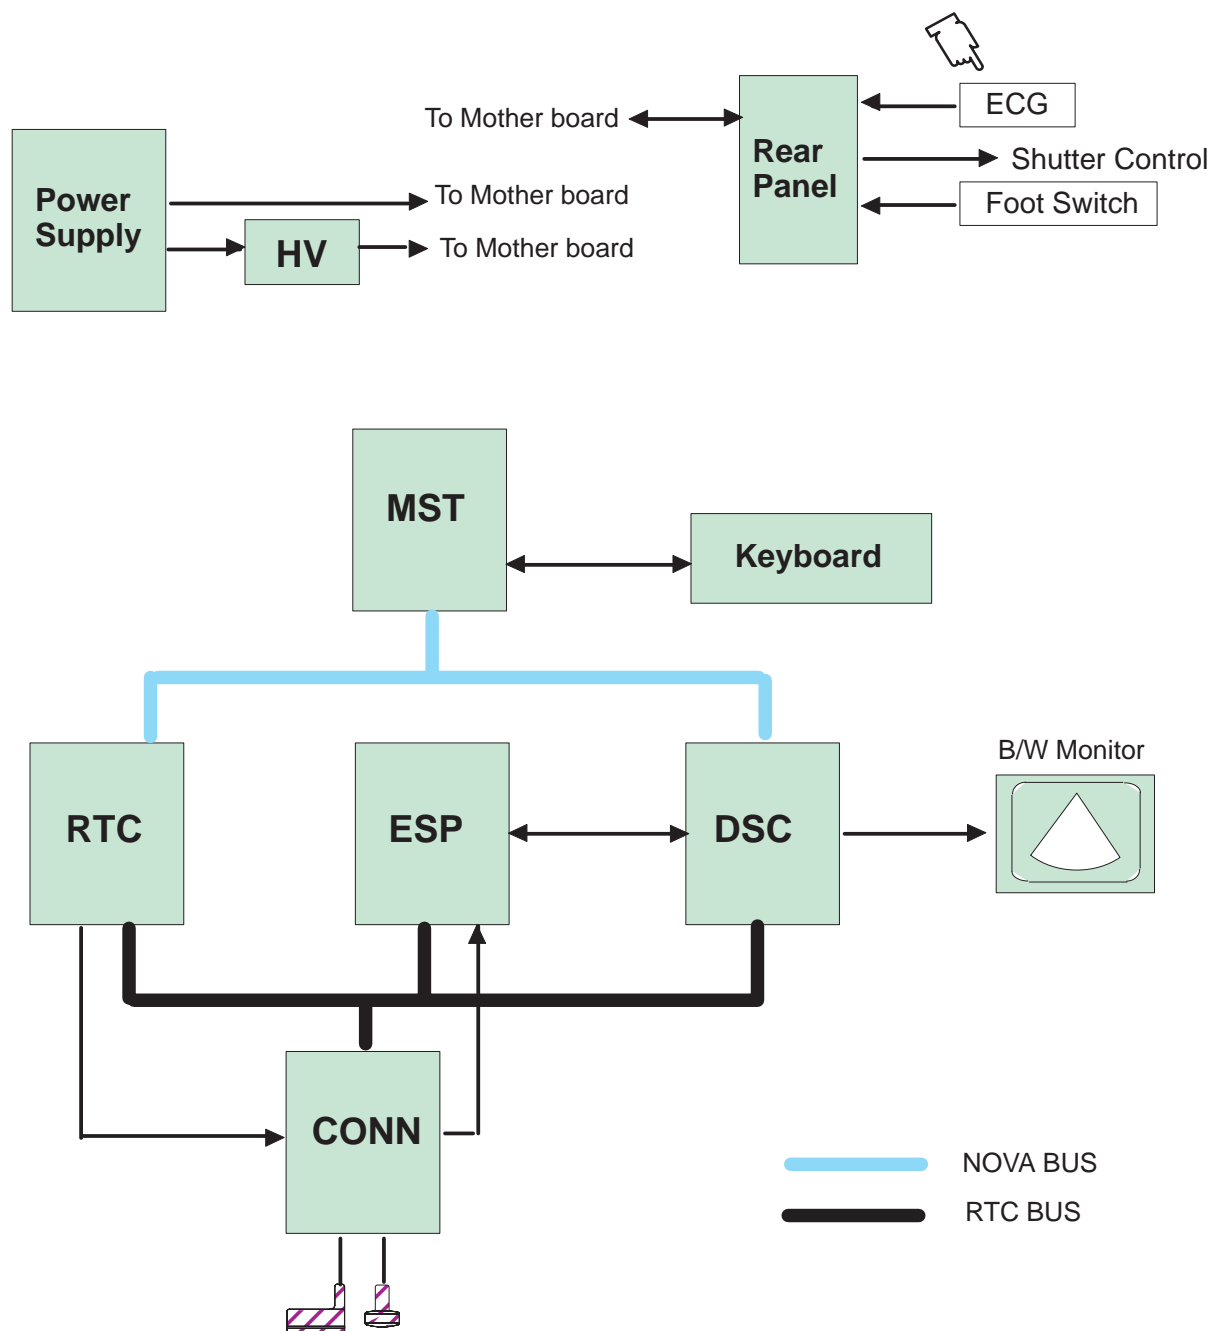 ECG
To Mother board
Rear
Panel
Shutter Control
Foot Switch
Power
Supply
To Mother board
HV
To Mother board
MST
Keyboard
B/W Monitor
RTC
ESP
DSC
CONN
NOVA BUS
RTC BUS